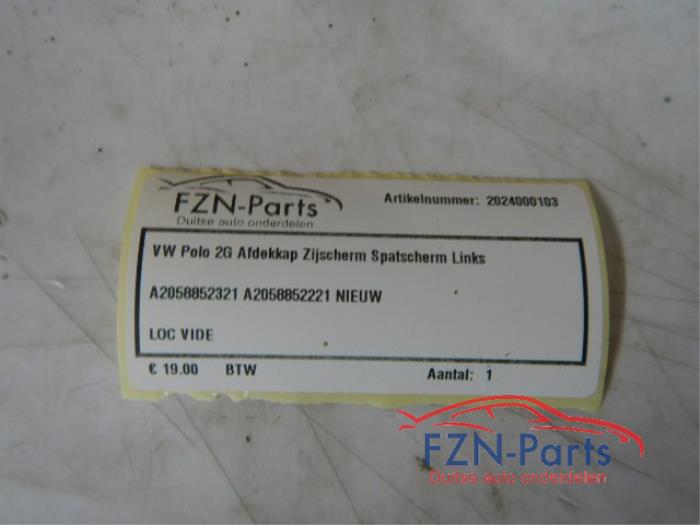 FZN-Parts
Duitse auto onderdelen
Artikelnummer: 2024000103
VW Polo 2G Afdekkap Zijscherm Spatscherm Links
A2058852321 A2058852221 NIEUW
LOC VIDE
€ 19.00 BTW
Aantal: 1
FZN-Parts
Duitse auto onderdelen